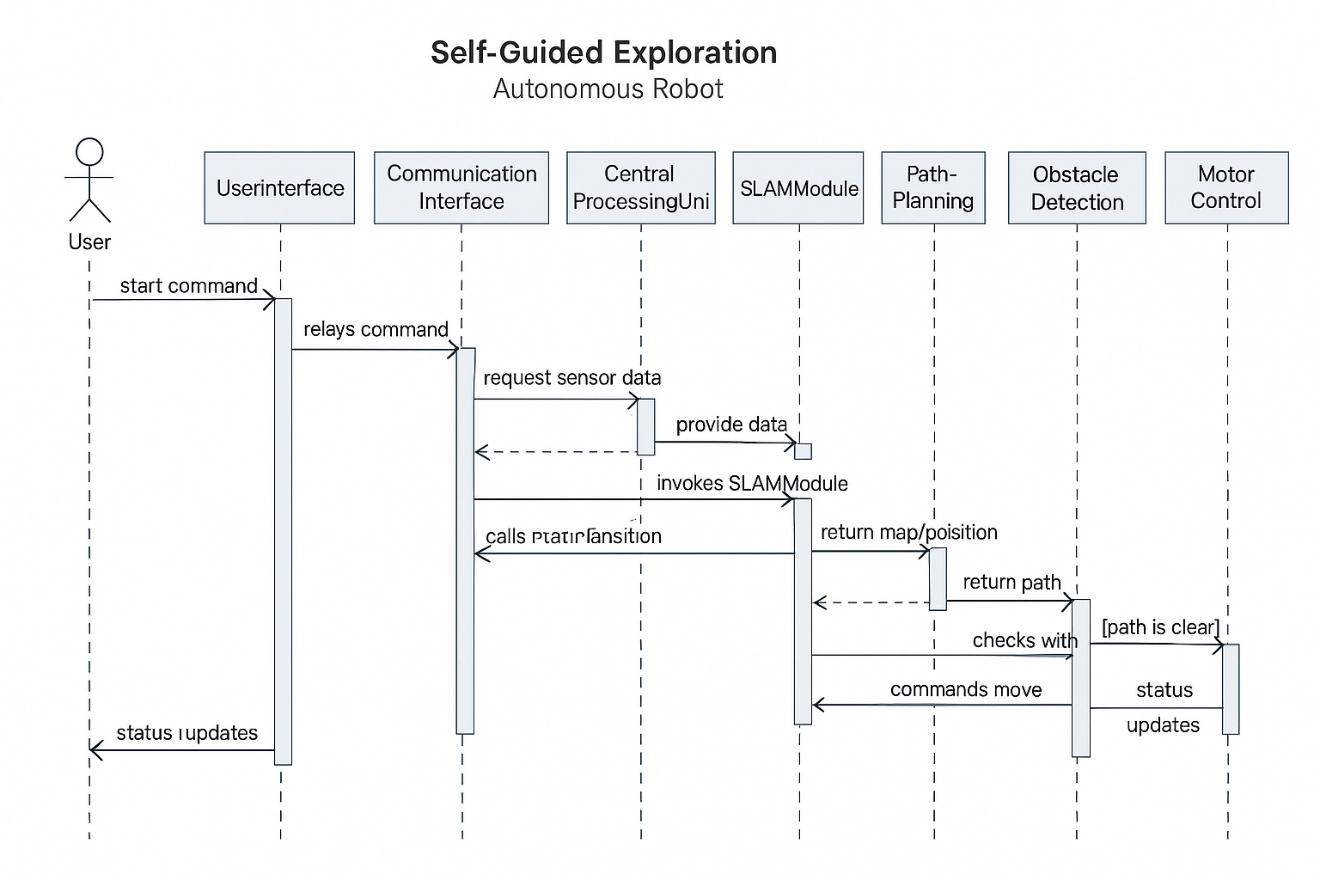 Self-Guided Exploration
Autonomous Robot
User
Userinterface
Communication
Interface
Central
ProcessingUni
SLAMModule
Path-
Planning
Obstacle
Detection
Motor
Control
start command
relays command
request sensor data
provide data
invokes SLAMModule
calls
return map/poisition
return path
[path is clear]
checks with
commands move
status
updates
status updates